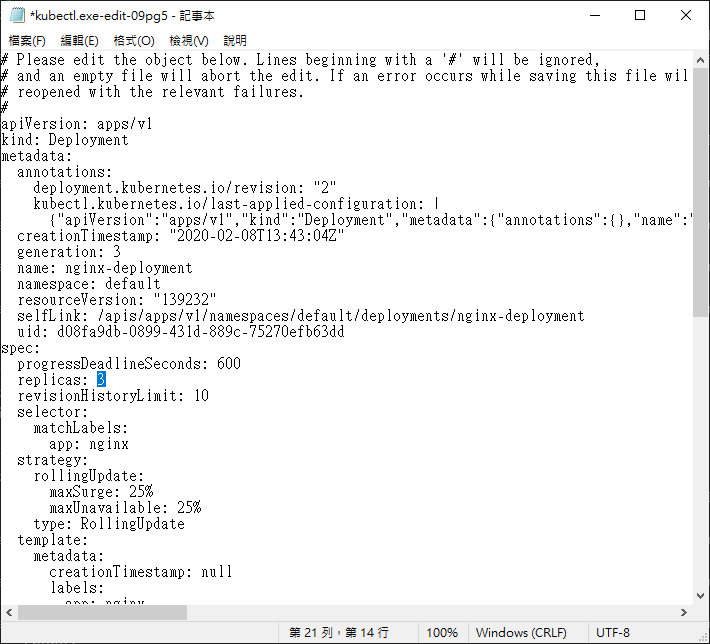 *kubectl.exe-edit-09pg5 - 記事本
檔案(F) 編輯(E) 格式(O) 檢視(V) 說明
# Please edit the object below. Lines beginning with a '#' will be ignored,
# and an empty file will abort the edit. If an error occurs while saving this file wil
# reopened with the relevant failures.
#
apiVersion: apps/v1
kind: Deployment
metadata:
  annotations:
    deployment.kubernetes.io/revision: "2"
    kubectl.kubernetes.io/last-applied-configuration: |
      {"apiVersion":"apps/v1","kind":"Deployment","metadata":{"annotations":{},"name":"
  creationTimestamp: "2020-02-08T13:43:04Z"
  generation: 3
  name: nginx-deployment
  namespace: default
  resourceVersion: "139232"
  selfLink: /apis/apps/v1/namespaces/default/deployments/nginx-deployment
  uid: d08fa9db-0899-431d-889c-75270efb63dd
spec:
  progressDeadlineSeconds: 600
  replicas: 3
  revisionHistoryLimit: 10
  selector:
    matchLabels:
      app: nginx
  strategy:
    rollingUpdate:
      maxSurge: 25%
      maxUnavailable: 25%
    type: RollingUpdate
  template:
    metadata:
      creationTimestamp: null
      labels:
        app: nginx
第 21 列，第 14 行 100% Windows (CRLF) UTF-8